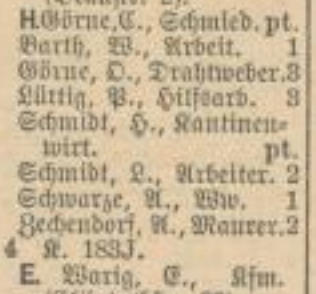 H.Görne,C., Schmied. pt.
Barth, W., Arbeit. 1
Görne, O., Drahtweber.3
Lüttig, P., Hilfsarb. 3
Schmidt, H., Kantinen-
wirt. pt.
Schmidt, L., Arbeiter. 2
Schwarze, A., Ww. 1
Zechendorf, A., Maurer.2
4 K. 183J.
E. Warig, E., Kfm.